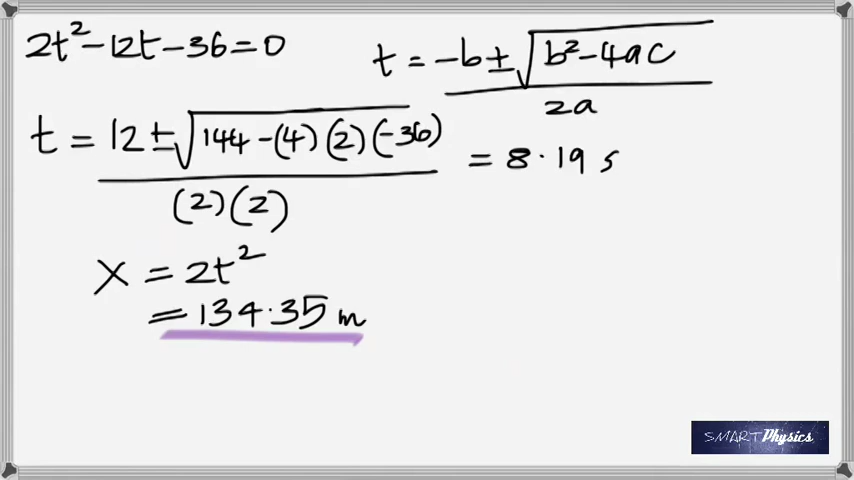 2t²-12t-36=0
t = -b±√(b²-4ac) / 2a
t = 12±√(144-(4)(2)(-36)) / (2)(2) = 8.19 s
x = 2t²
= 134.35 m
SMARTPhysics